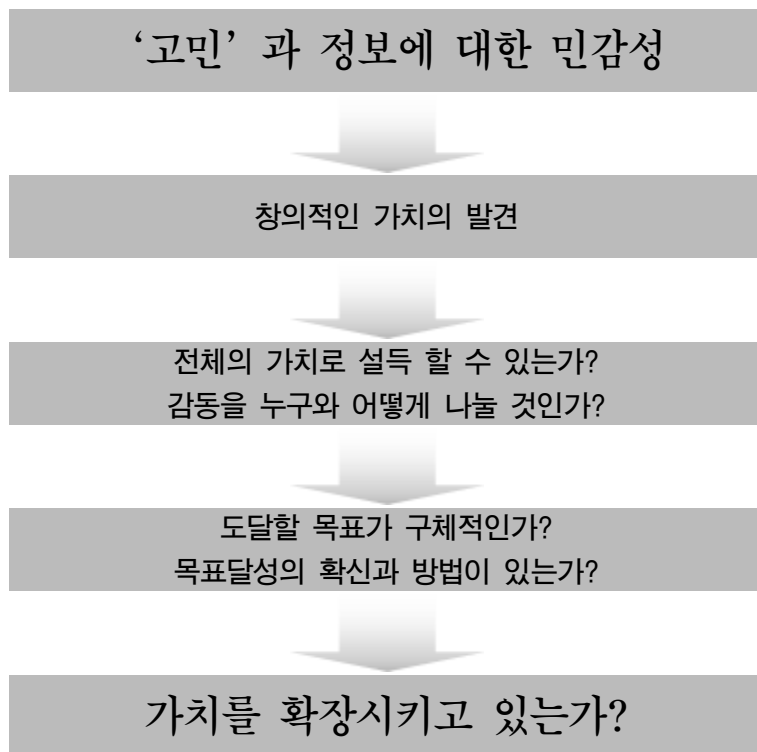 ‘고민’ 과 정보에 대한 민감성
창의적인 가치의 발견
전체의 가치로 설득 할 수 있는가?
감동을 누구와 어떻게 나눌 것인가?
도달할 목표가 구체적인가?
목표달성의 확신과 방법이 있는가?
가치를 확장시키고 있는가?